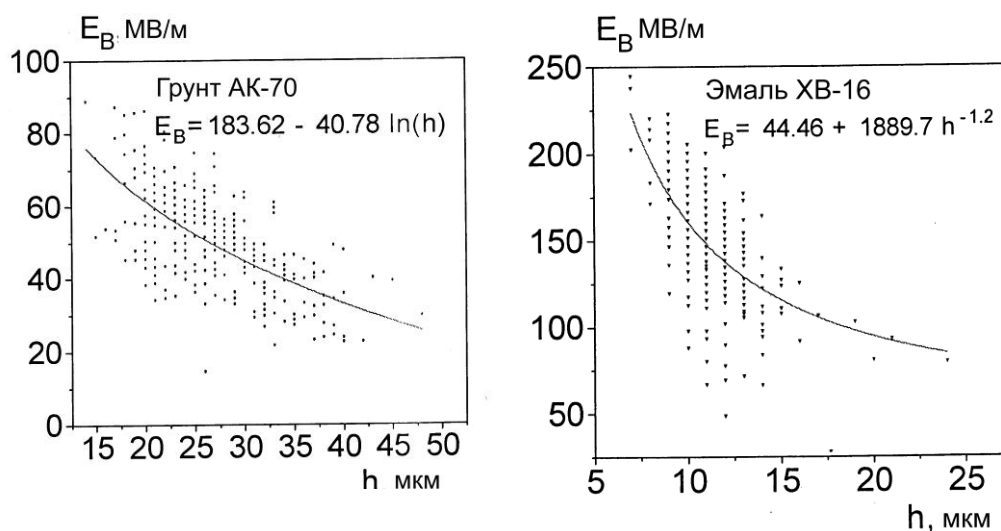 E_B МВ/м
100
80
60
40
20
0
Грунт АК-70
E_B = 183.62 - 40.78 ln(h)
15 20 25 30 35 40 45 50
h мкм
E_B МВ/м
250
200
150
100
50
Эмаль ХВ-16
E_B = 44.46 + 1889.7 h^-1.2
5 10 15 20 25
h, мкм